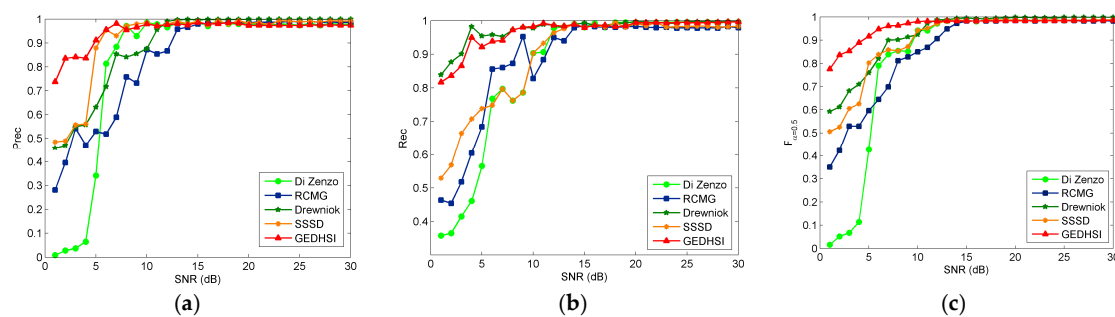 1
0.9
0.8
0.7
0.6
0.5
0.4
0.3
0.2
0.1
0
Prec
0 5 10 15 20 25 30
SNR (dB)
Di Zenzo
RCMG
Drewniok
SSSD
GEDHSI
(a)
1
0.9
0.8
0.7
0.6
0.5
0.4
Rec
0 5 10 15 20 25 30
SNR (dB)
Di Zenzo
RCMG
Drewniok
SSSD
GEDHSI
(b)
1
0.9
0.8
0.7
0.6
0.5
0.4
0.3
0.2
0.1
0
F α=0.5
0 5 10 15 20 25 30
SNR (dB)
Di Zenzo
RCMG
Drewniok
SSSD
GEDHSI
(c)